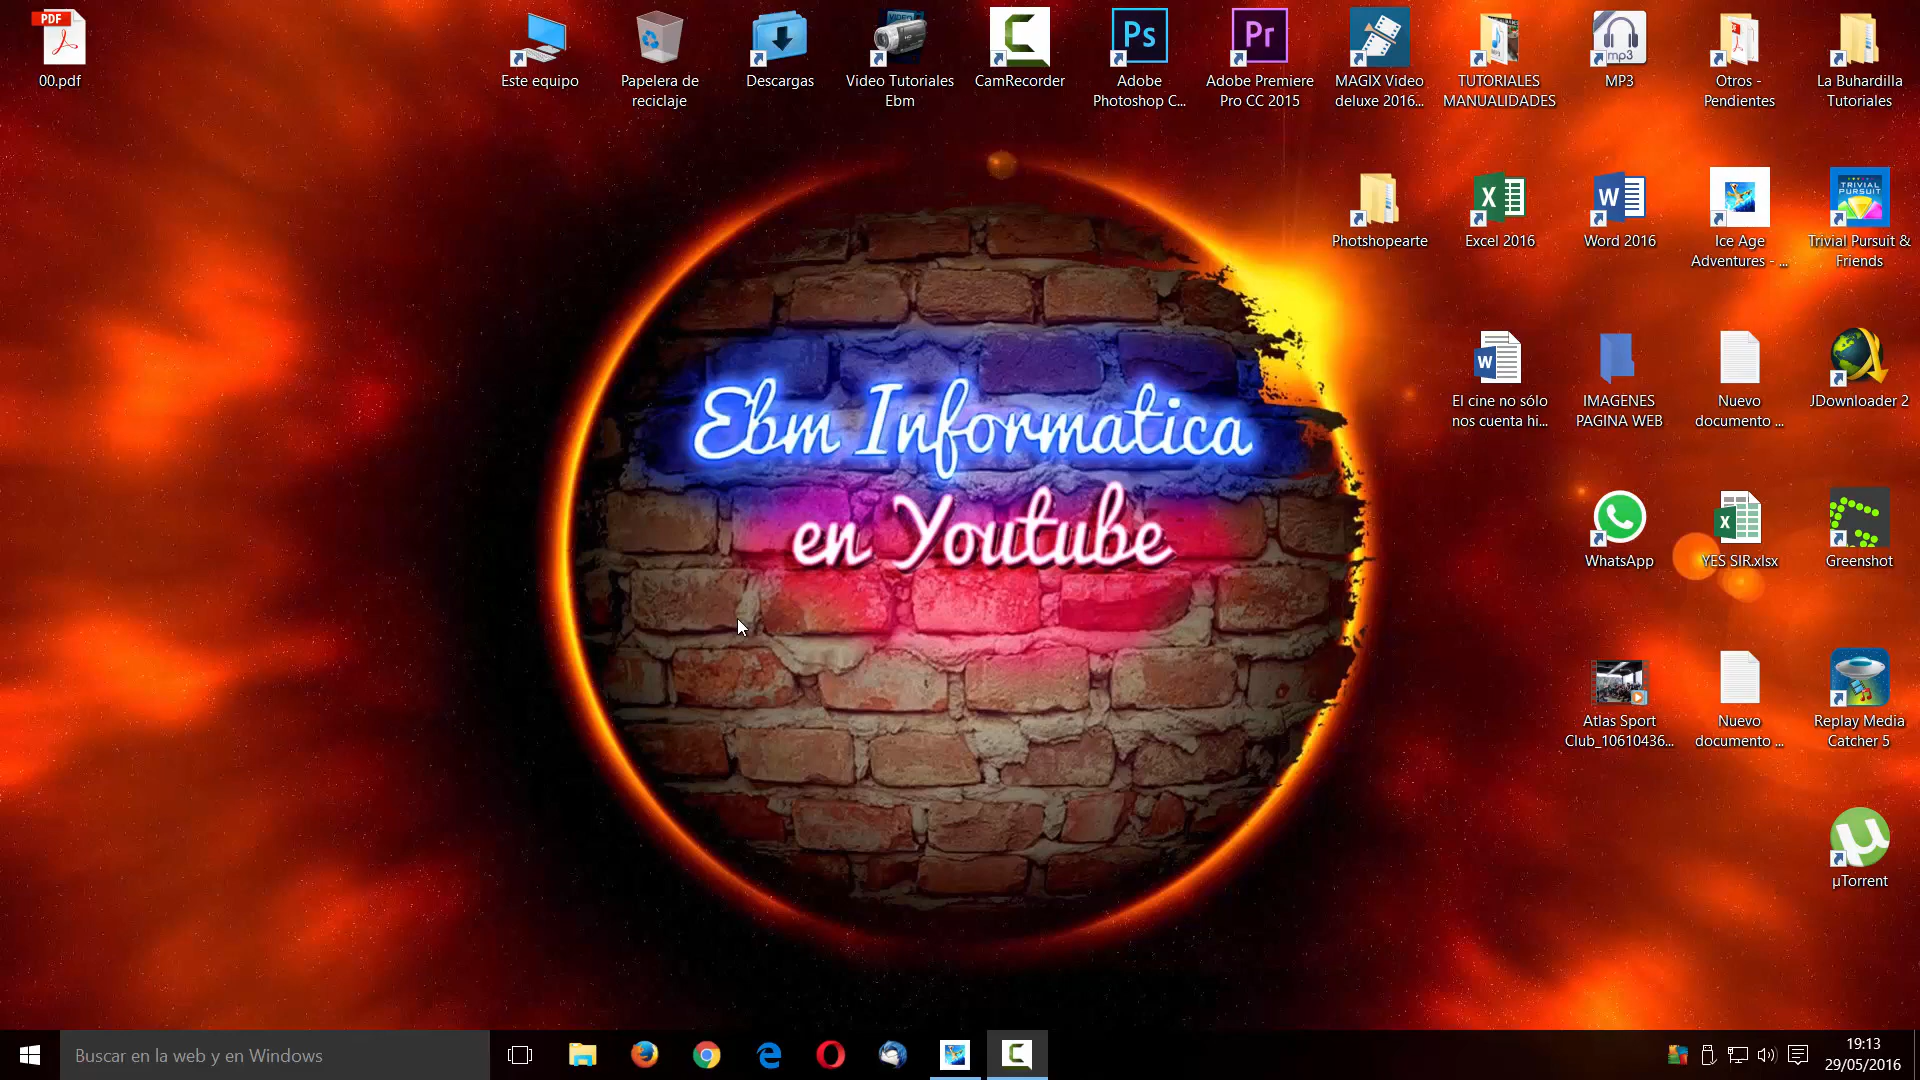 00.pdf
Este equipo
Papelera de
reciclaje
Descargas
Video Tutoriales
Ebm
CamRecorder
Adobe
Photoshop C...
Adobe Premiere
Pro CC 2015
MAGIX Video
deluxe 2016...
TUTORIALES
MANUALIDADES
MP3
Otros -
Pendientes
La Buhardilla
Tutoriales
Photshopearte
Excel 2016
Word 2016
Ice Age
Adventures - ...
Trivial Pursuit &
Friends
El cine no sólo
nos cuenta hi...
IMAGENES
PAGINA WEB
Nuevo
documento ...
JDownloader 2
Ebm Informatica
en Youtube
WhatsApp
YES SIR.xlsx
Greenshot
Atlas Sport
Club_10610436...
Nuevo
documento ...
Replay Media
Catcher 5
µTorrent
Buscar en la web y en Windows
19:13
29/05/2016
PDF
VIDEO
Ps
Pr
mp3
TRIVIAL
PURSUIT